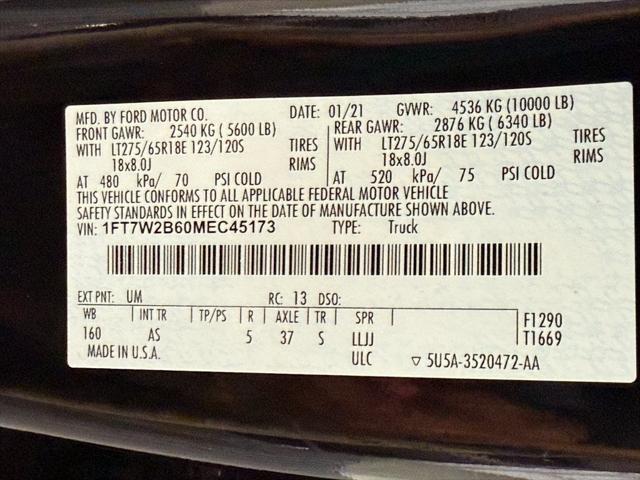 MFD. BY FORD MOTOR CO. DATE: 01/21 GVWR: 4536 KG (10000 LB)
FRONT GAWR: 2540 KG (5600 LB) REAR GAWR: 2876 KG (6340 LB)
WITH LT275/65R18E 123/120S TIRES WITH LT275/65R18E 123/120S TIRES
18x8.0J RIMS 18x8.0J RIMS
AT 480 kPa/ 70 PSI COLD AT 520 kPa/ 75 PSI COLD
THIS VEHICLE CONFORMS TO ALL APPLICABLE FEDERAL MOTOR VEHICLE
SAFETY STANDARDS IN EFFECT ON THE DATE OF MANUFACTURE SHOWN ABOVE.
VIN: 1FT7W2B60MEC45173 TYPE: Truck
EXT PNT: UM RC: 13 DSO:
WB INT TR TP/PS R AXLE TR SPR F1290
160 AS 5 37 S LLJJ T1669
MADE IN U.S.A. ULC ▽ 5U5A-3520472-AA